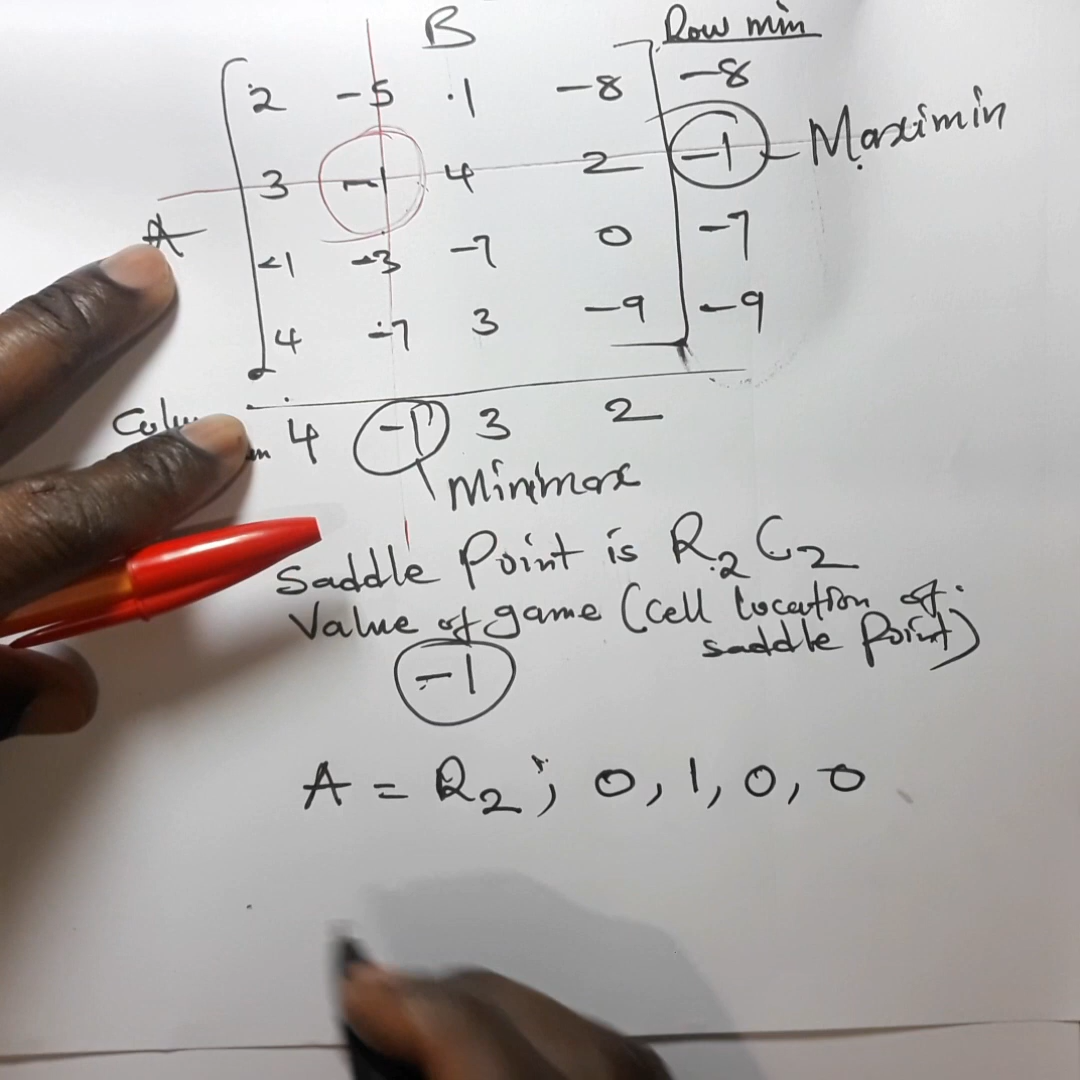 B Row min
2 -5 1 -8 -8
3 -1 4 2 -1 Maximin
A
-3 -7 0 -7
4 -7 3 -9 -9
4 -1 3 2
Minimax
Saddle Point is R2 C2
Value of game (cell location of
saddle Point)
-1
A = R2; 0, 1, 0, 0